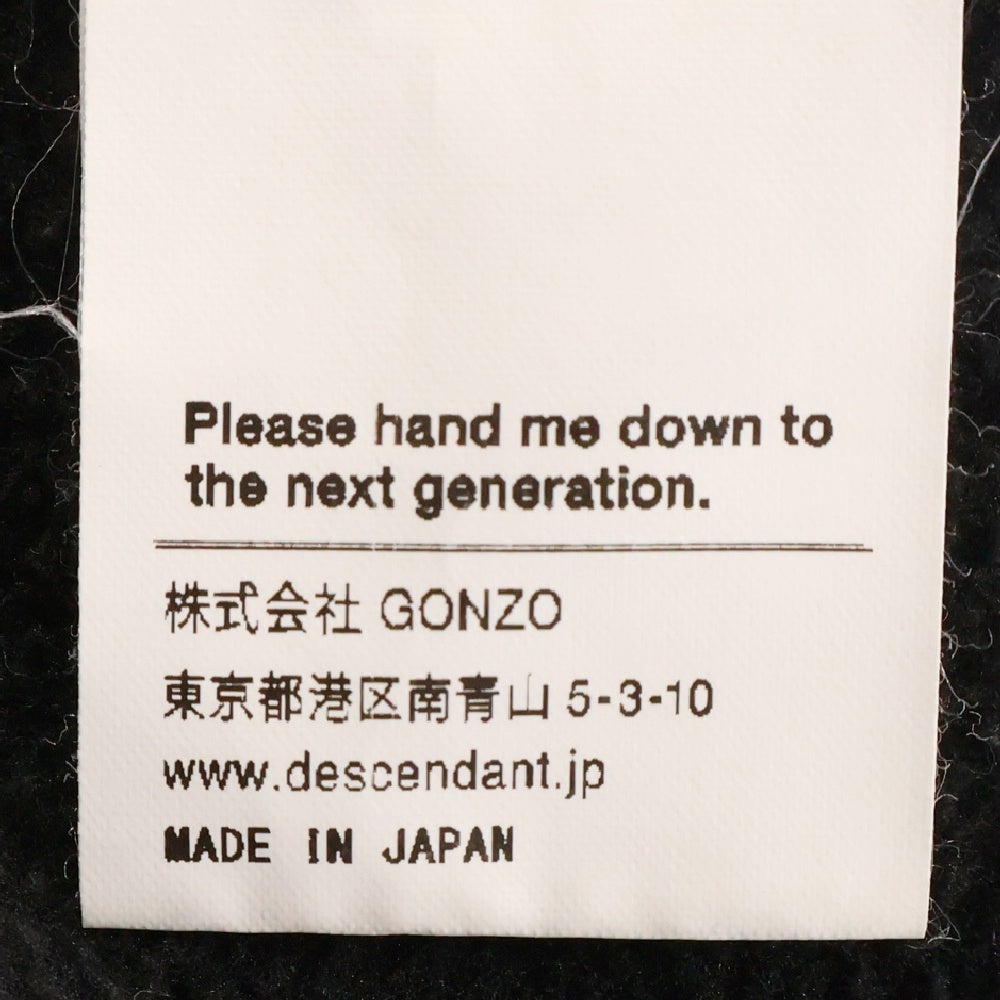 Please hand me down to
the next generation.
株式会社 GONZO
東京都港区南青山 5-3-10
www.descendant.jp
MADE IN JAPAN